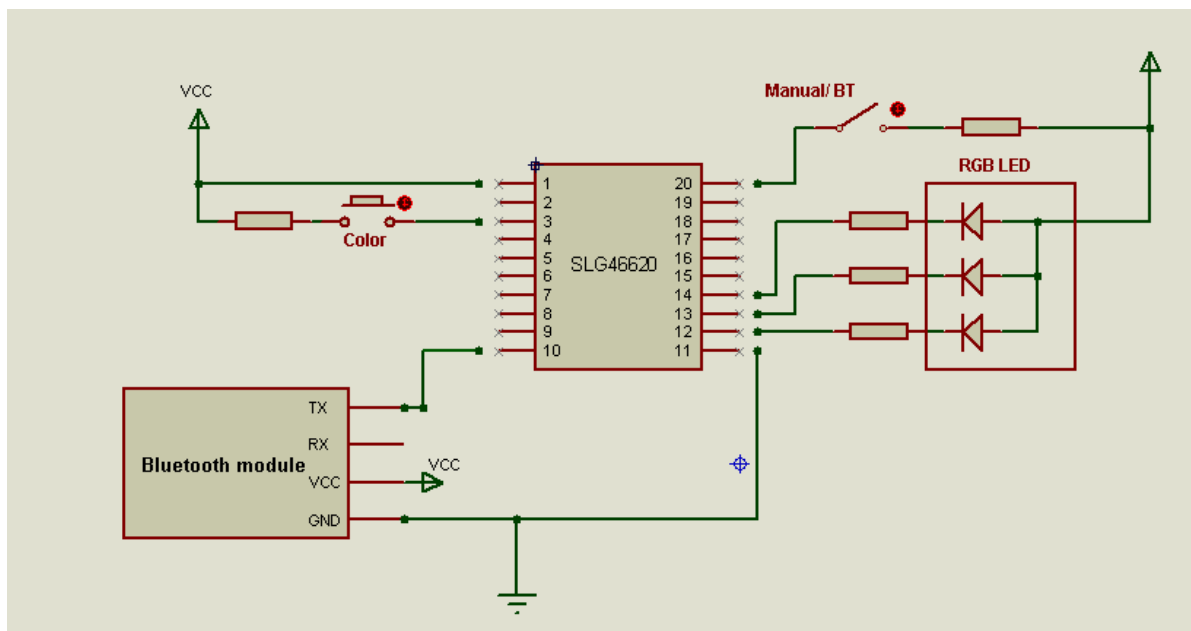 VCC
Manual/ BT
RGB LED
Color
1
2
3
4
5
6
7
8
9
10
SLG46620
20
19
18
17
16
15
14
13
12
11
Bluetooth module
TX
RX
VCC
GND
VCC